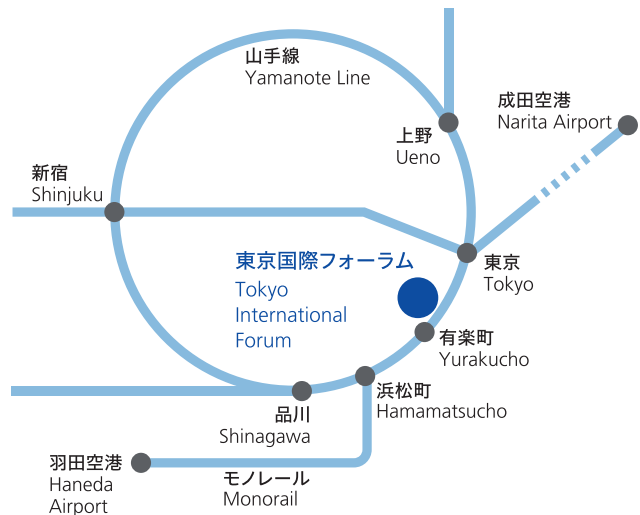 山手線
Yamanote Line
成田空港
Narita Airport
上野
Ueno
新宿
Shinjuku
東京国際フォーラム
Tokyo
International
Forum
東京
Tokyo
有楽町
Yurakucho
浜松町
Hamamatsucho
品川
Shinagawa
羽田空港
Haneda
Airport
モノレール
Monorail